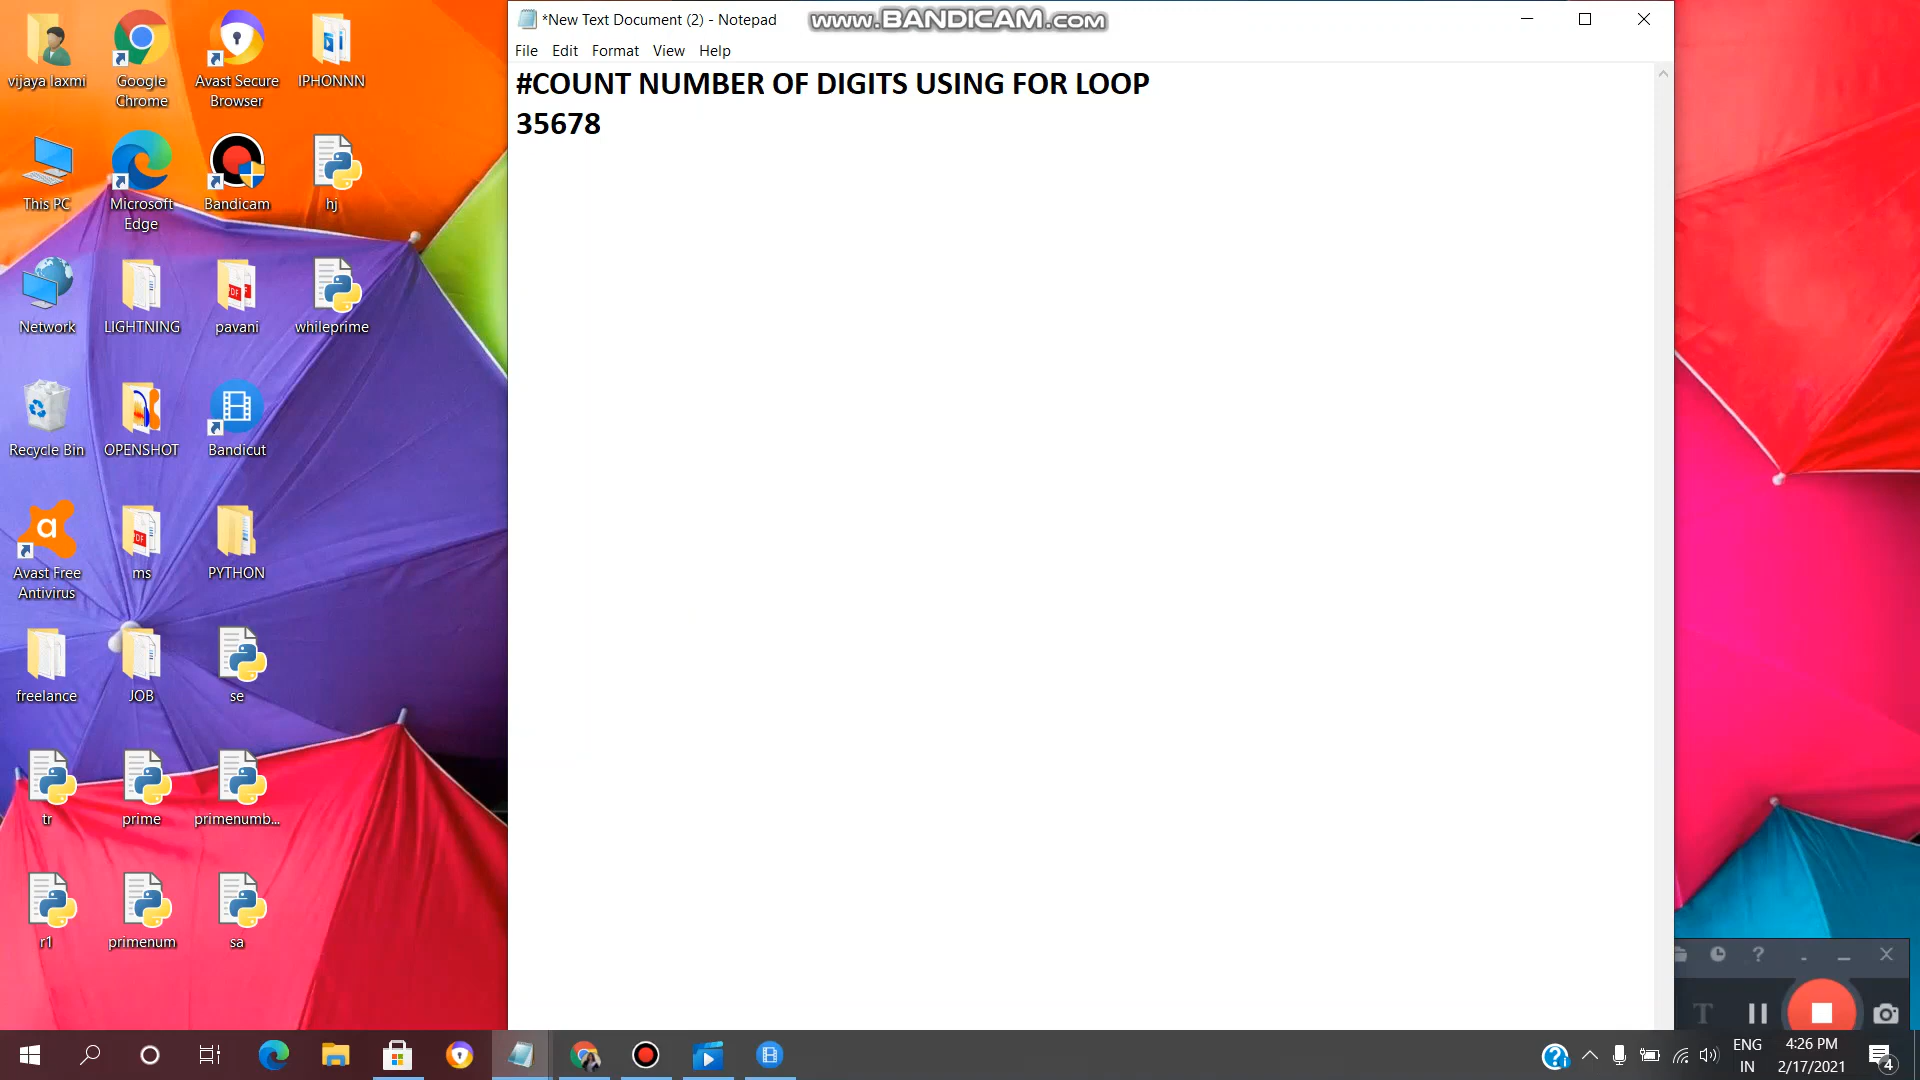 *New Text Document (2) - Notepad
www.BANDICAM.com
File Edit Format View Help
#COUNT NUMBER OF DIGITS USING FOR LOOP
35678
vijaya laxmi
Google Chrome
Avast Secure Browser
IPHONNN
This PC
Microsoft Edge
Bandicam
hj
Network
LIGHTNING
pavani
whileprime
Recycle Bin
OPENSHOT
Bandicut
Avast Free Antivirus
ms
PYTHON
freelance
JOB
se
tr
prime
primenumb...
r1
primenum
sa
ENG
IN
4:26 PM
2/17/2021
4